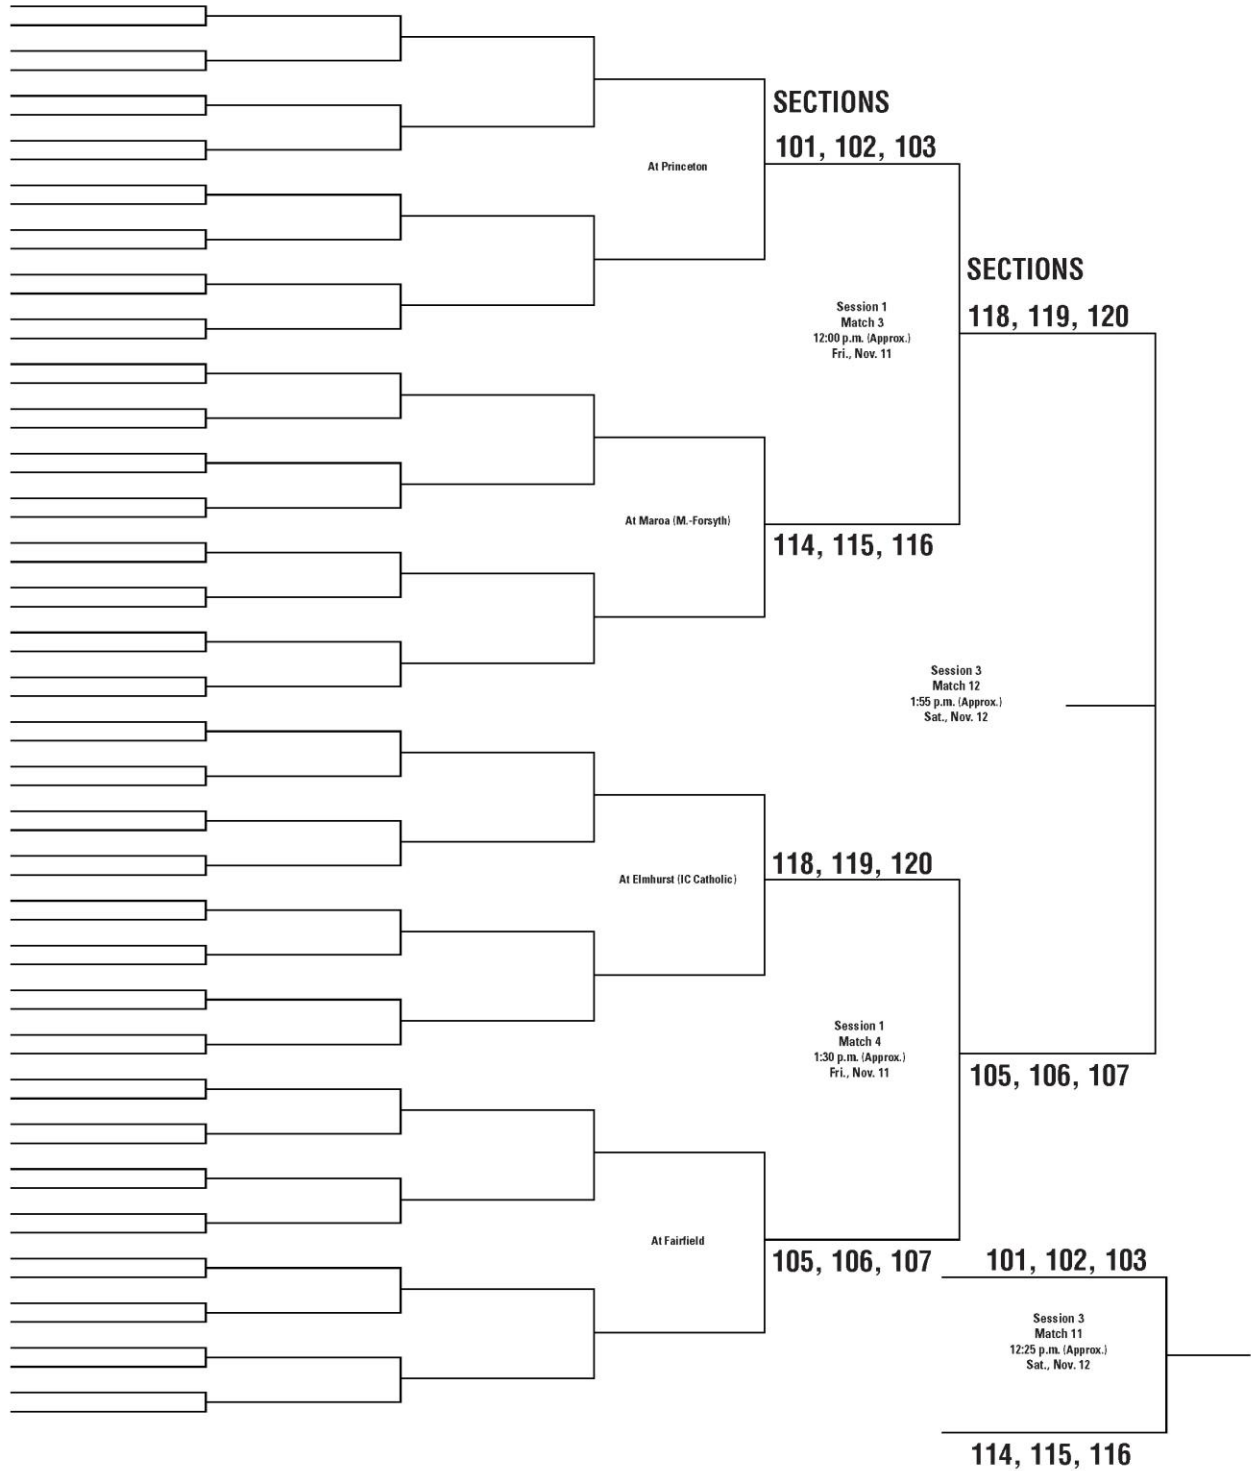 SECTIONS
101, 102, 103
At Princeton
SECTIONS
118, 119, 120
Session 1
Match 3
12:00 p.m. (Approx.)
Fri., Nov. 11
At Maroa (M.-Forsyth)
114, 115, 116
Session 3
Match 12
1:55 p.m. (Approx.)
Sat., Nov. 12
118, 119, 120
At Elmhurst (IC Catholic)
Session 1
Match 4
1:30 p.m. (Approx.)
Fri., Nov. 11
105, 106, 107
At Fairfield
105, 106, 107
101, 102, 103
Session 3
Match 11
12:25 p.m. (Approx.)
Sat., Nov. 12
114, 115, 116